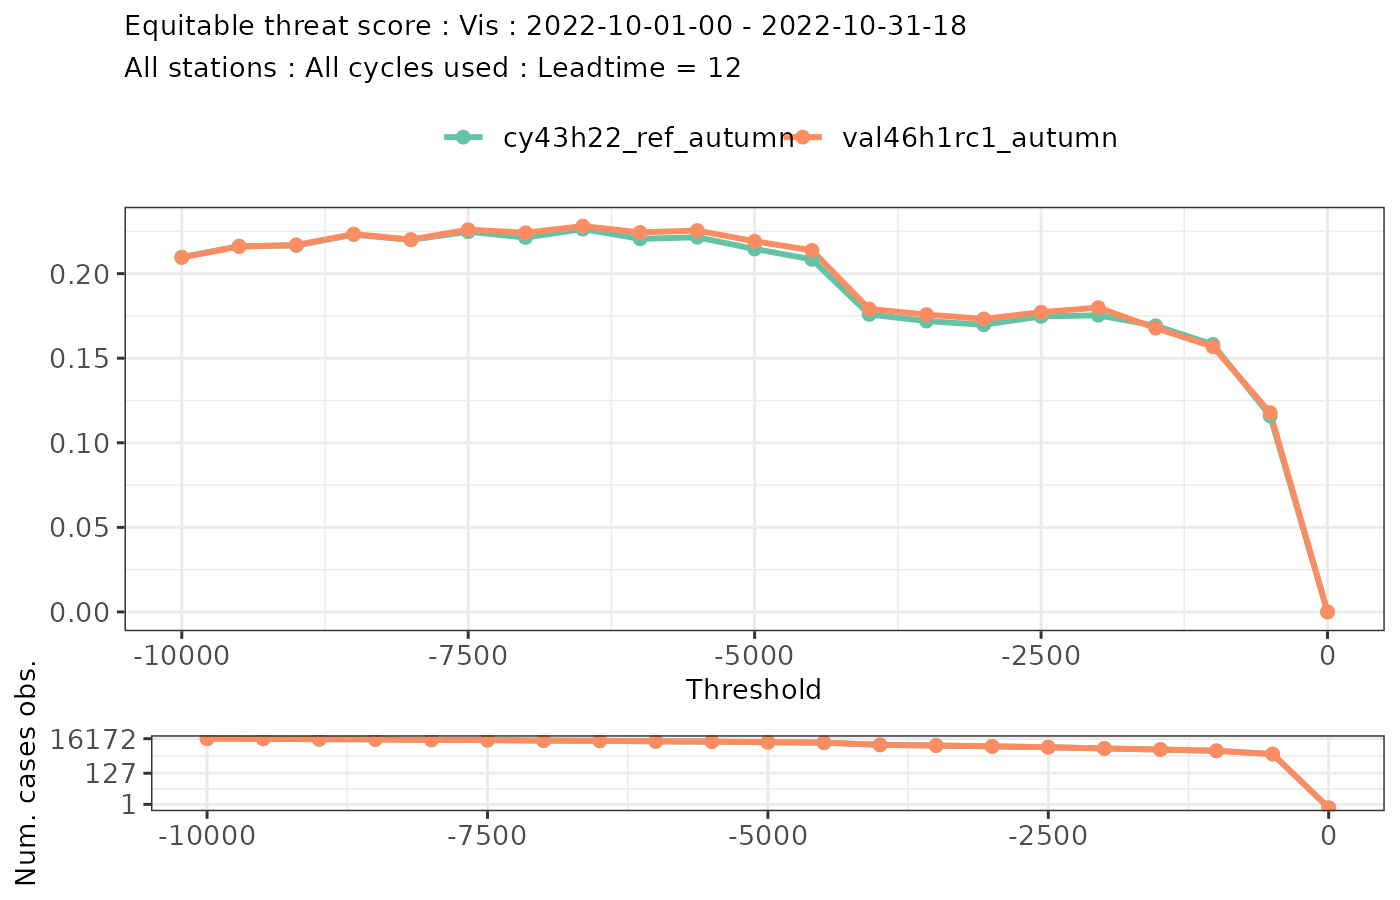 Equitable threat score : Vis : 2022-10-01-00 - 2022-10-31-18
All stations : All cycles used : Leadtime = 12
cy43h22_ref_autumn val46h1rc1_autumn
0.20
0.15
0.10
0.05
0.00
-10000 -7500 -5000 -2500 0
Threshold
Num. cases obs.
16172
127
1
-10000 -7500 -5000 -2500 0